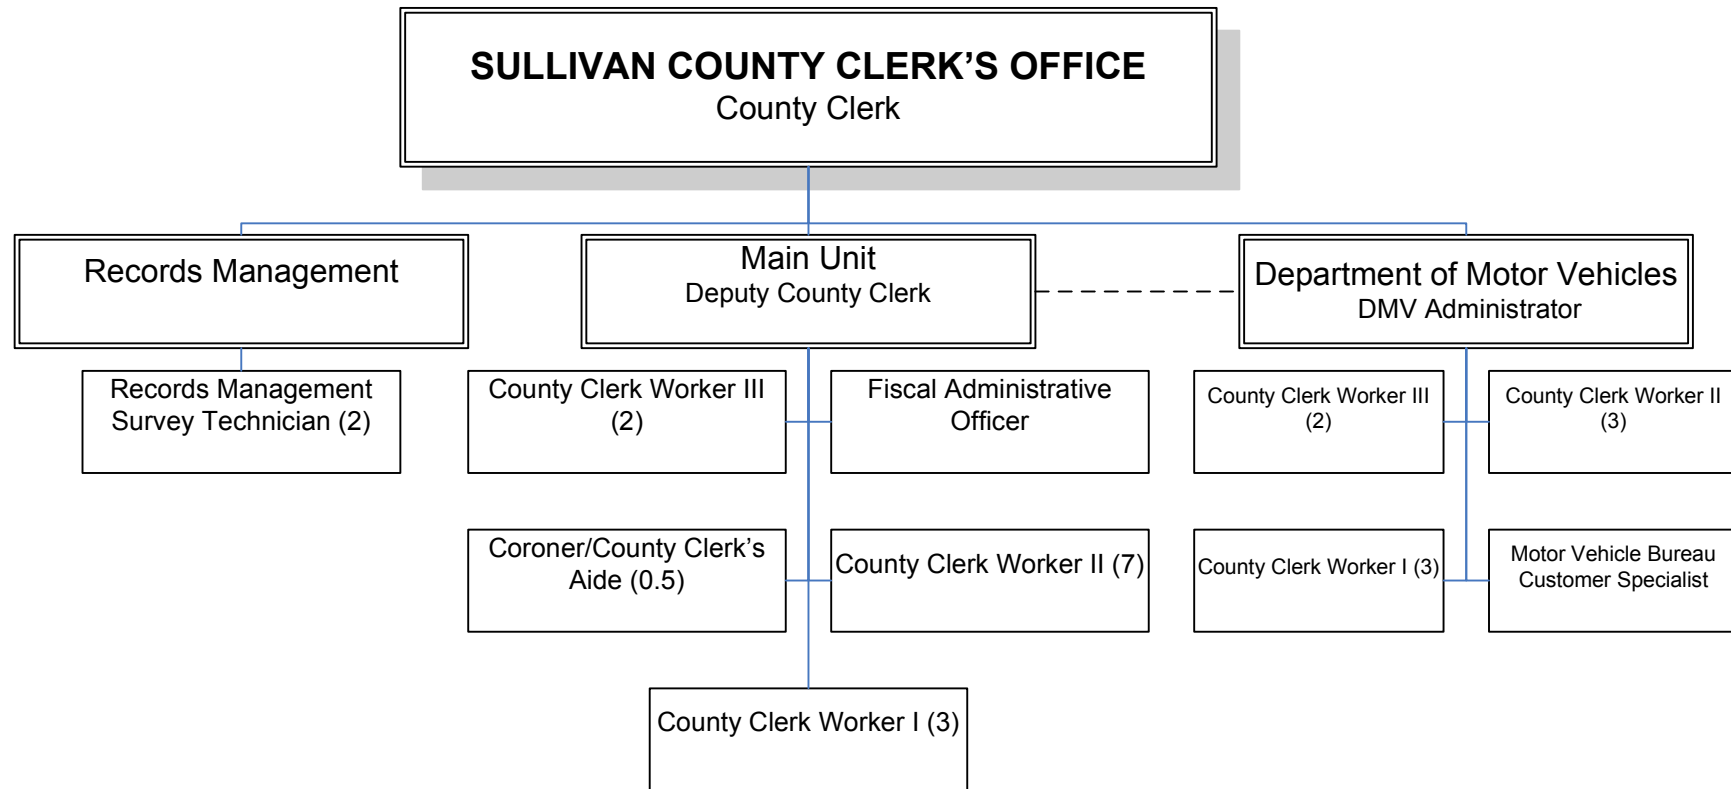 SULLIVAN COUNTY CLERK’S OFFICE
County Clerk
Records Management
Main Unit
Deputy County Clerk
Department of Motor Vehicles
DMV Administrator
Records Management
Survey Technician (2)
County Clerk Worker III
(2)
Fiscal Administrative
Officer
County Clerk Worker III
(2)
County Clerk Worker II
(3)
Coroner/County Clerk’s
Aide (0.5)
County Clerk Worker II (7)
County Clerk Worker I (3)
Motor Vehicle Bureau
Customer Specialist
County Clerk Worker I (3)